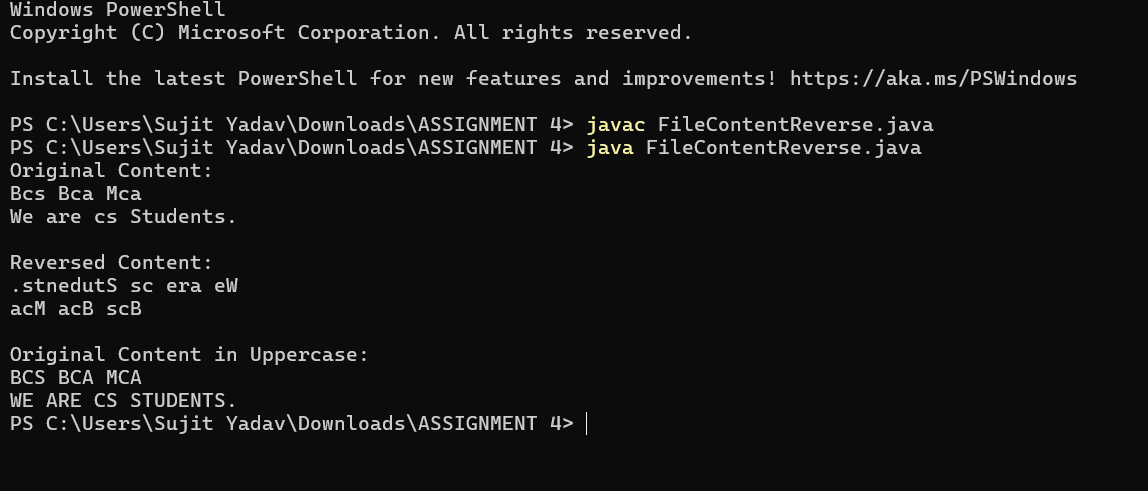 Windows PowerShell
Copyright (C) Microsoft Corporation. All rights reserved.
Install the latest PowerShell for new features and improvements! https://aka.ms/PSWindows
PS C:\Users\Sujit Yadav\Downloads\ASSIGNMENT 4> javac FileContentReverse.java
PS C:\Users\Sujit Yadav\Downloads\ASSIGNMENT 4> java FileContentReverse.java
Original Content:
Bcs Bca Mca
We are cs Students.
Reversed Content:
.stnedutS sc era eW
acM acB scB
Original Content in Uppercase:
BCS BCA MCA
WE ARE CS STUDENTS.
PS C:\Users\Sujit Yadav\Downloads\ASSIGNMENT 4>